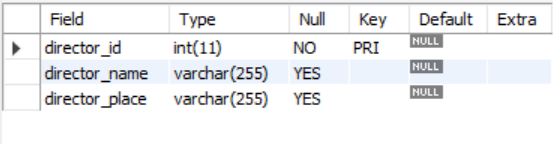 Field Type Null Key Default Extra
director_id int(11) NO PRI NULL
director_name varchar(255) YES NULL
director_place varchar(255) YES NULL